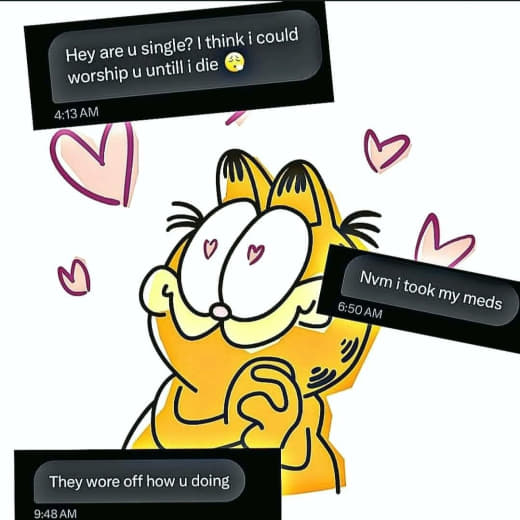 Hey are u single? I think i could
worship u untill i die 😯
4:13 AM
Nvm i took my meds
6:50 AM
They wore off how u doing
9:48 AM